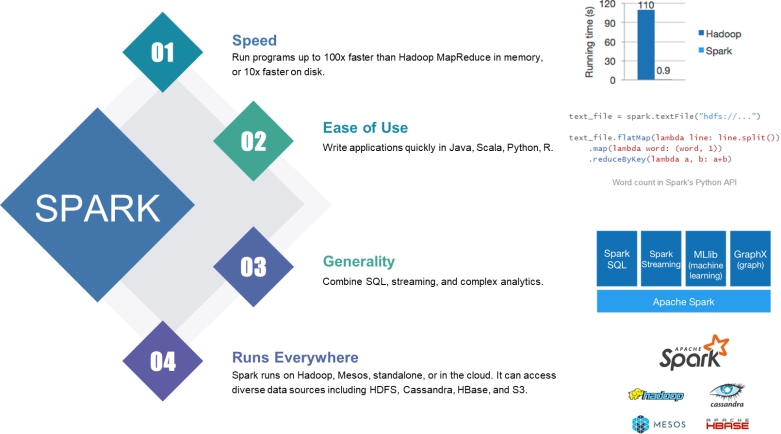 SPARK
01
Speed
Run programs up to 100x faster than Hadoop MapReduce in memory,
or 10x faster on disk.
Running time (s)
120
90
60
30
0
110
0.9
Hadoop
Spark
02
Ease of Use
Write applications quickly in Java, Scala, Python, R.
text_file = spark.textFile("hdfs://...")
text_file.flatMap(lambda line: line.split())
.map(lambda word: (word, 1))
.reduceByKey(lambda a, b: a+b)
Word count in Spark's Python API
03
Generality
Combine SQL, streaming, and complex analytics.
Spark
SQL
Spark
Streaming
MLlib
(machine
learning)
GraphX
(graph)
Apache Spark
04
Runs Everywhere
Spark runs on Hadoop, Mesos, standalone, or in the cloud. It can access
diverse data sources including HDFS, Cassandra, HBase, and S3.
APACHE
Spark
hadoop
cassandra
MESOS
APACHE
HBASE